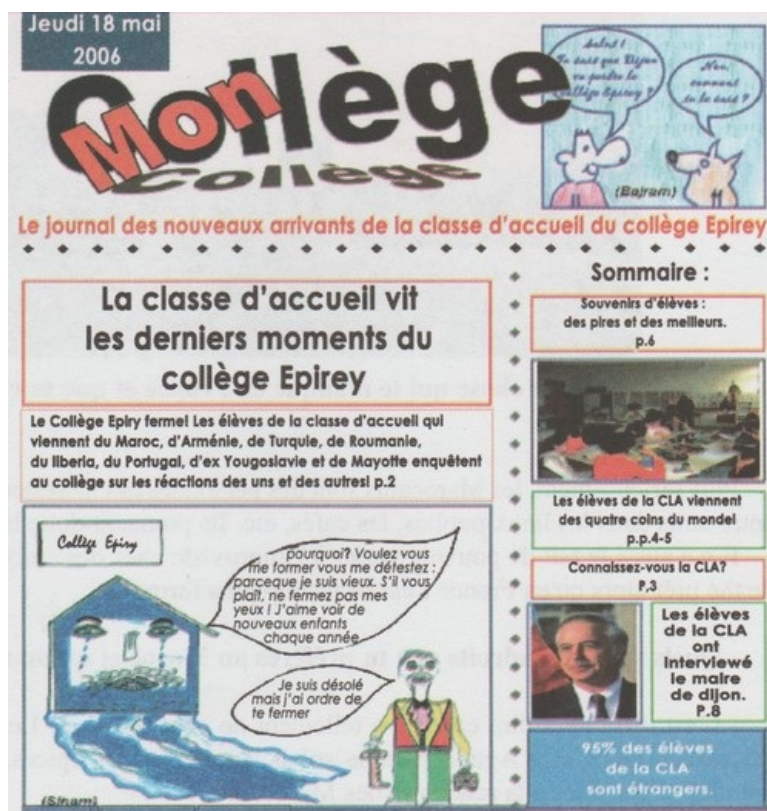 Jeudi 18 mai
2006
Mon
Collège
Collège
Salut !
Tu sais que Dijon
va perdre le
Collège Epirey ?
Non
comment
tu le sais ?
(Bajram)
Le journal des nouveaux arrivants de la classe d'accueil du collège Epirey
La classe d'accueil vit
les derniers moments du
collège Epirey
Le Collège Epiry ferme! Les élèves de la classe d'accueil qui
viennent du Maroc, d'Arménie, de Turquie, de Roumanie,
du liberia, du Portugal, d'ex Yougoslavie et de Mayotte enquêtent
au collège sur les réactions des uns et des autres! p.2
Collège Epiry
pourquoi? Voulez vous
me former vous me détestez :
parceque je suis vieux. S'il vous
plaît, ne fermez pas mes
yeux ! J'aime voir de
nouveaux enfants
chaque année
Je suis désolé
mais j'ai ordre de
te fermer
(Sinam)
Sommaire :
Souvenirs d'élèves :
des pires et des meilleurs.
p.6
Les élèves de la CLA viennent
des quatre coins du monde!
p.p.4-5
Connaissez-vous la CLA?
P.3
Les élèves
de la CLA
ont
interviewé
le maire
de dijon.
P.8
95% des élèves
de la CLA
sont étrangers.